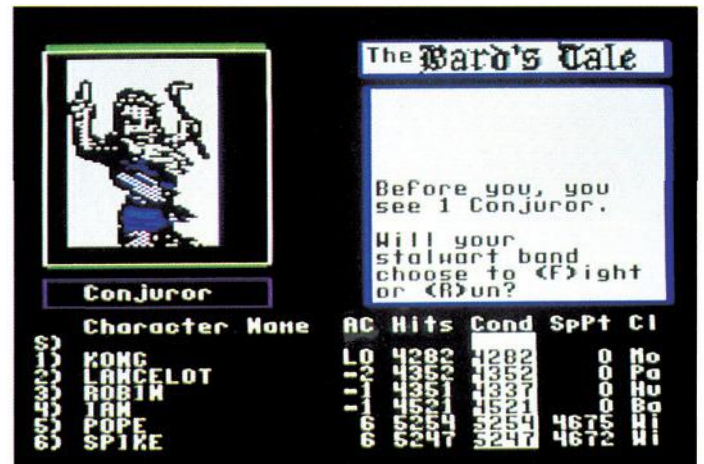 The Bard's Tale
Before you, you
see 1 Conjuror.
Will your
stalwart band
choose to (F)ight
or (R)un?
Conjuror
Character Name AC Hits Cond SpPt Cl
S)
1) KONG LO 4282 4282 0 Mo
2) LANCELOT -2 4352 4352 0 Pa
3) ROBIN -1 4351 4337 0 Hu
4) IAN -1 4521 4521 0 Ba
5) POPE 6 5254 5254 4675 Wi
6) SPIKE 6 5247 5247 4672 Wi